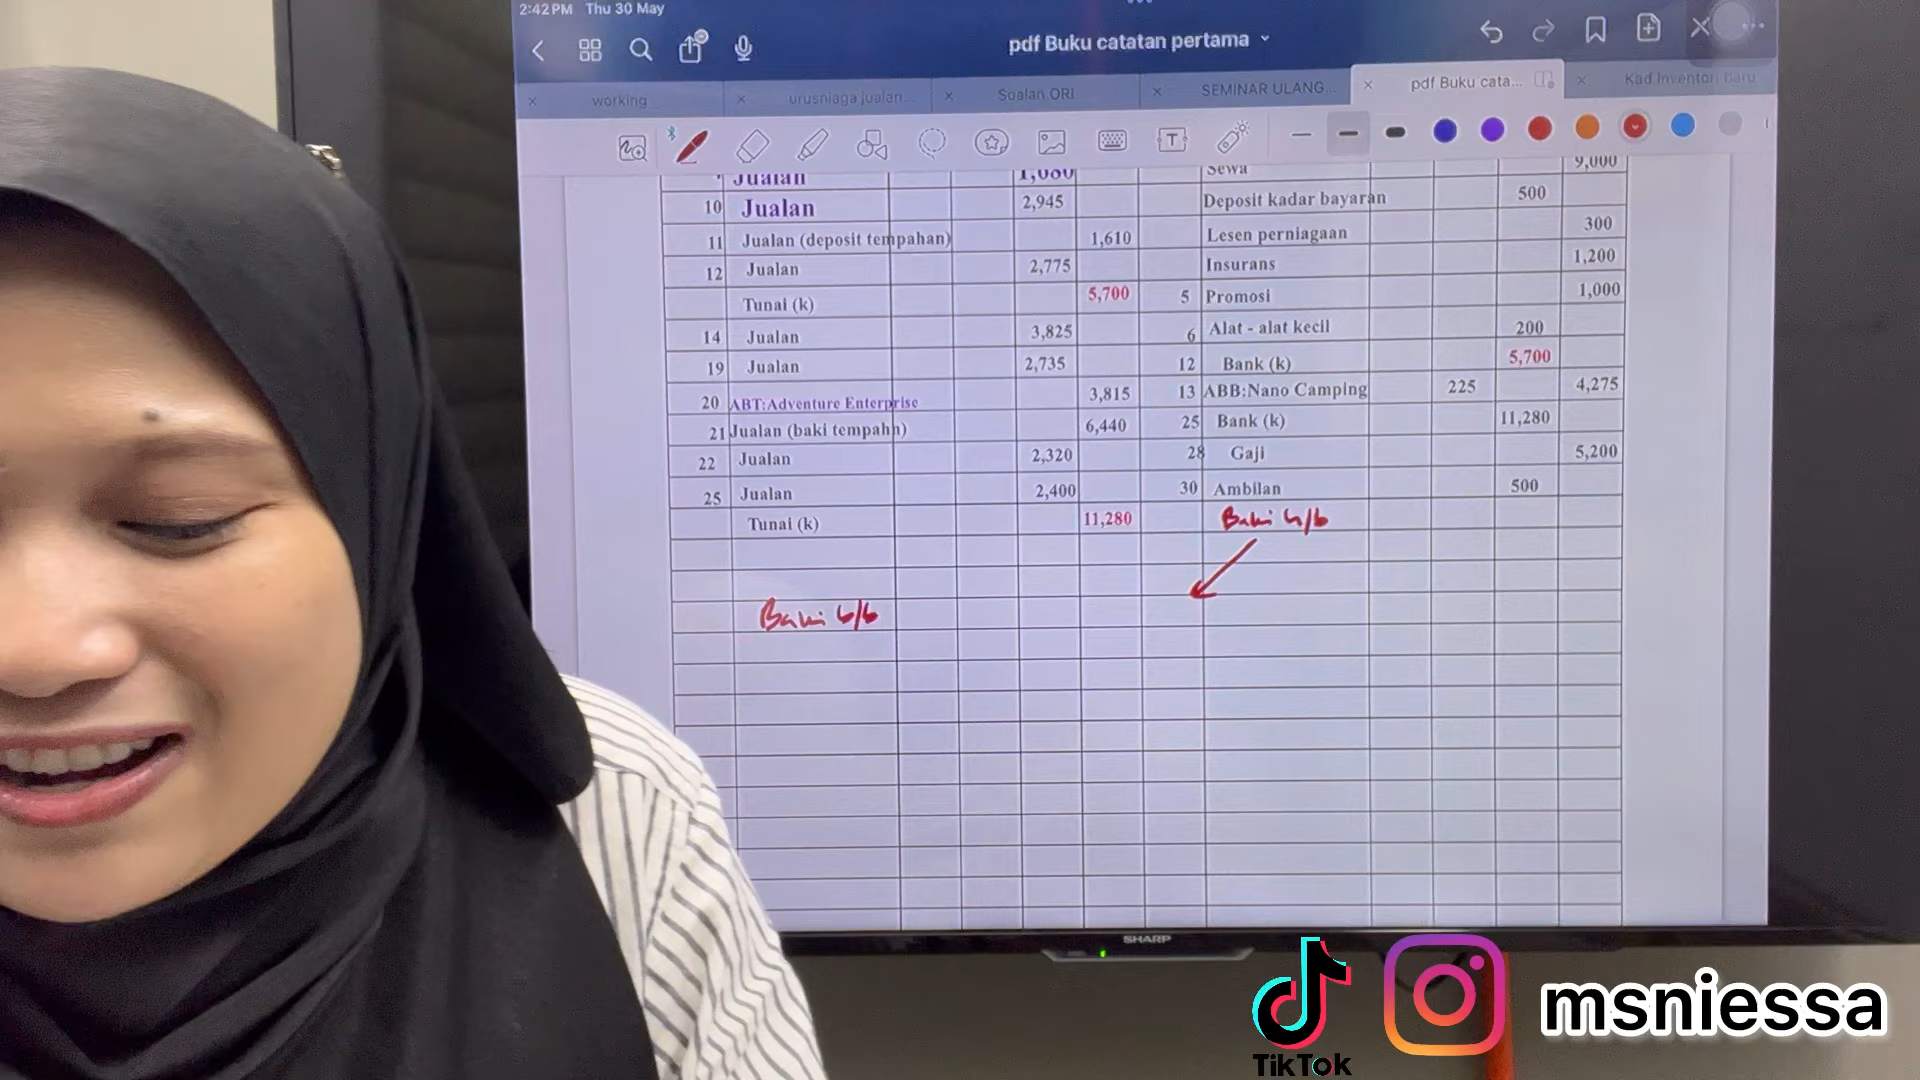 2:42 PM Thu 30 May
pdf Buku catatan pertama
working
urusniaga jualan...
Soalan ORI
SEMINAR ULANG...
pdf Buku cata...
Kad Inventori baru
Jualan 1,080 Sewa 9,000
10 Jualan 2,945 Deposit kadar bayaran 500
11 Jualan (deposit tempahan) 1,610 Lesen perniagaan 300
12 Jualan 2,775 Insurans 1,200
Tunai (k) 5,700 5 Promosi 1,000
14 Jualan 3,825 6 Alat - alat kecil 200
19 Jualan 2,735 12 Bank (k) 5,700
20 ABT:Adventure Enterprise 3,815 13 ABB:Nano Camping 225 4,275
21 Jualan (baki tempahn) 6,440 25 Bank (k) 11,280
22 Jualan 2,320 28 Gaji 5,200
25 Jualan 2,400 30 Ambilan 500
Tunai (k) 11,280 Baki h/b
Baki b/b
SHARP
TikTok
msniessa